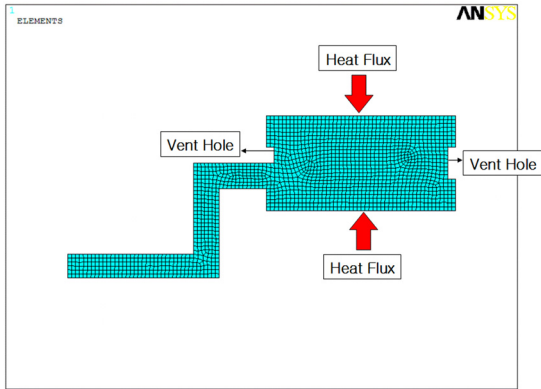 1
ELEMENTS
ANSYS
Heat Flux
Vent Hole
Vent Hole
Heat Flux